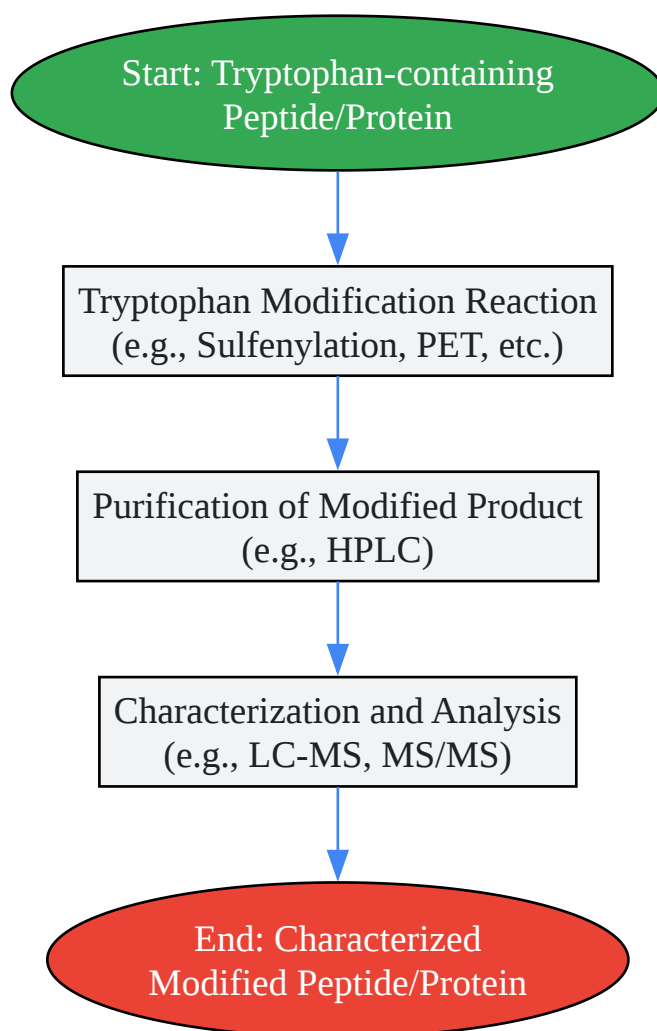 Start: Tryptophan-containing
Peptide/Protein
Tryptophan Modification Reaction
(e.g., Sulfenylation, PET, etc.)
Purification of Modified Product
(e.g., HPLC)
Characterization and Analysis
(e.g., LC-MS, MS/MS)
End: Characterized
Modified Peptide/Protein